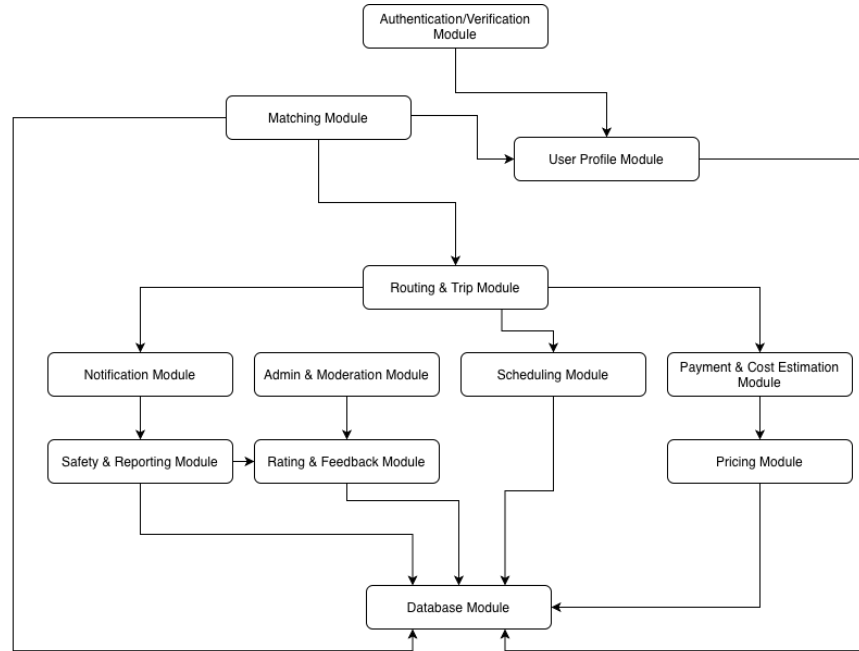 Authentication/Verification
Module
Matching Module
User Profile Module
Routing & Trip Module
Notification Module
Admin & Moderation Module
Scheduling Module
Payment & Cost Estimation
Module
Safety & Reporting Module
Rating & Feedback Module
Pricing Module
Database Module